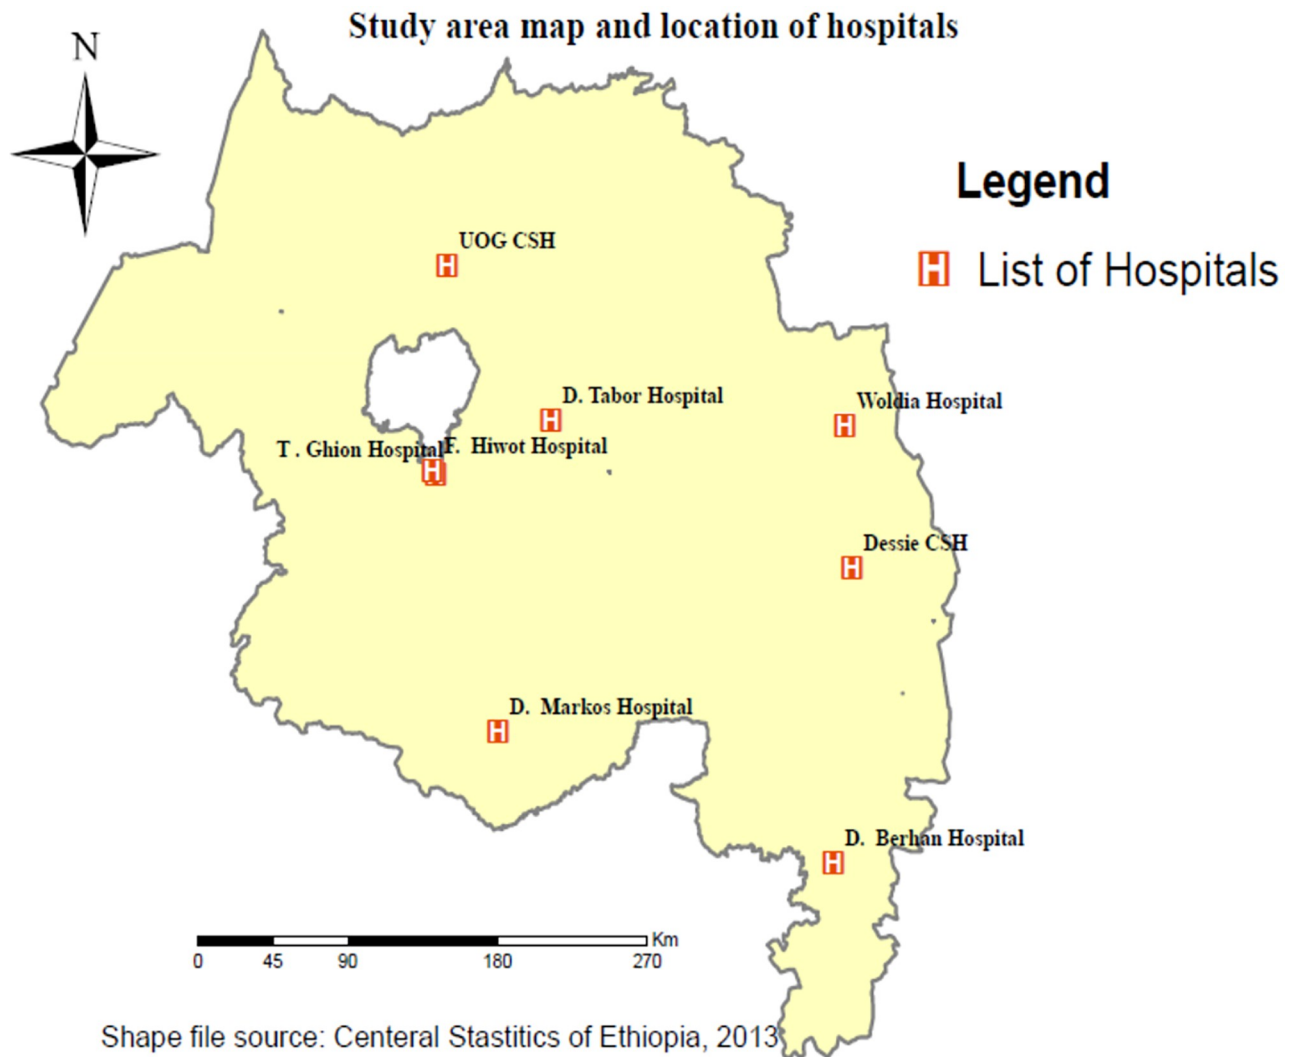 Study area map and location of hospitals
N
Legend
H List of Hospitals
UOG CSH
H
D. Tabor Hospital
H
Woldia Hospital
H
T . Ghion Hospital
F. Hiwot Hospital
H
Dessie CSH
H
D. Markos Hospital
H
D. Berhan Hospital
H
Km
0 45 90 180 270
Shape file source: Centeral Stastitics of Ethiopia, 2013